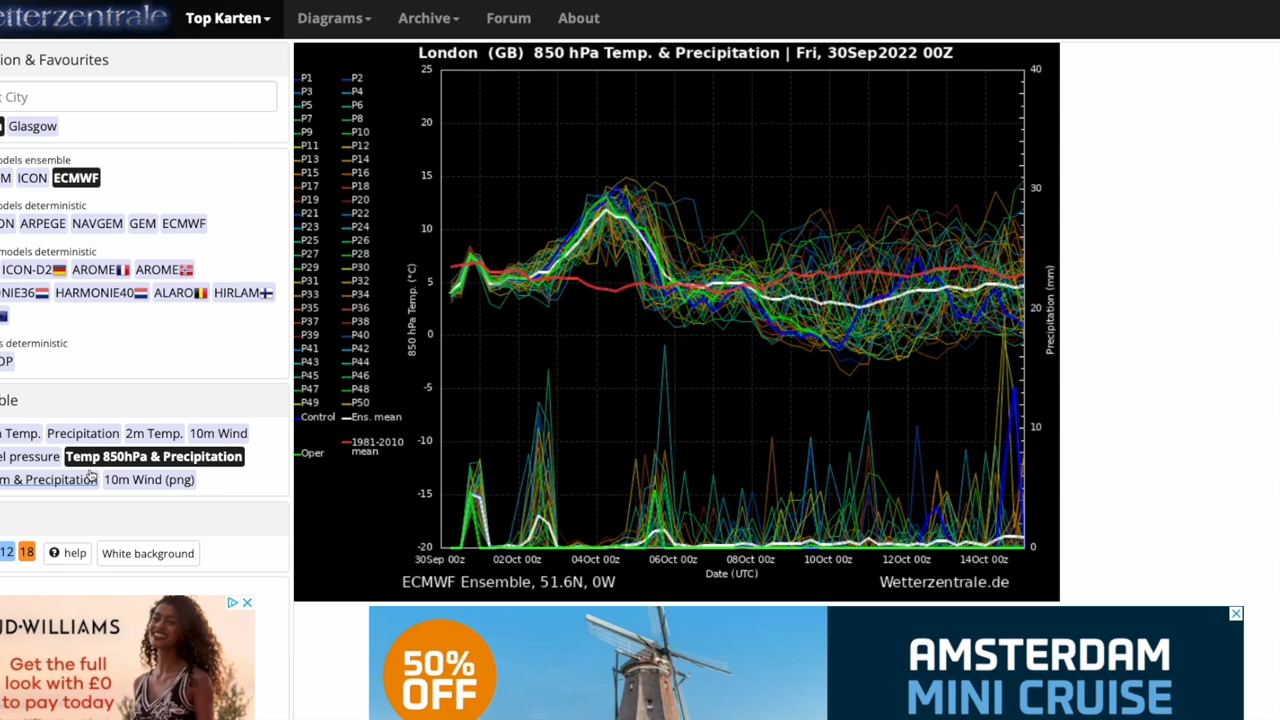 etterzentrale
Top Karten
Diagrams
Archive
Forum
About
ion & Favourites
City
Glasgow
odels ensemble
M ICON ECMWF
odels deterministic
ON ARPEGE NAVGEM GEM ECMWF
models deterministic
ICON-D2 AROME AROME
NIE36 HARMONIE40 ALARO HIRLAM
s deterministic
OP
ble
Temp. Precipitation 2m Temp. 10m Wind
el pressure Temp 850hPa & Precipitation
m & Precipitation 10m Wind (png)
12 18 help White background
JD·WILLIAMS
Get the full
look with £0
to pay today
London (GB) 850 hPa Temp. & Precipitation | Fri, 30Sep2022 00Z
P1 P2
P3 P4
P5 P6
P7 P8
P9 P10
P11 P12
P13 P14
P15 P16
P17 P18
P19 P20
P21 P22
P23 P24
P25 P26
P27 P28
P29 P30
P31 P32
P33 P34
P35 P36
P37 P38
P39 P40
P41 P42
P43 P44
P45 P46
P47 P48
P49 P50
Control Ens. mean
1981-2010
mean
Oper
850 hPa Temp. (°C)
25
20
15
10
5
0
-5
-10
-15
-20
40
30
20
10
0
Precipitation (mm)
30Sep 00z 02Oct 00z 04Oct 00z 06Oct 00z 08Oct 00z 10Oct 00z 12Oct 00z 14Oct 00z
Date (UTC)
ECMWF Ensemble, 51.6N, 0W
Wetterzentrale.de
50%
OFF
AMSTERDAM
MINI CRUISE